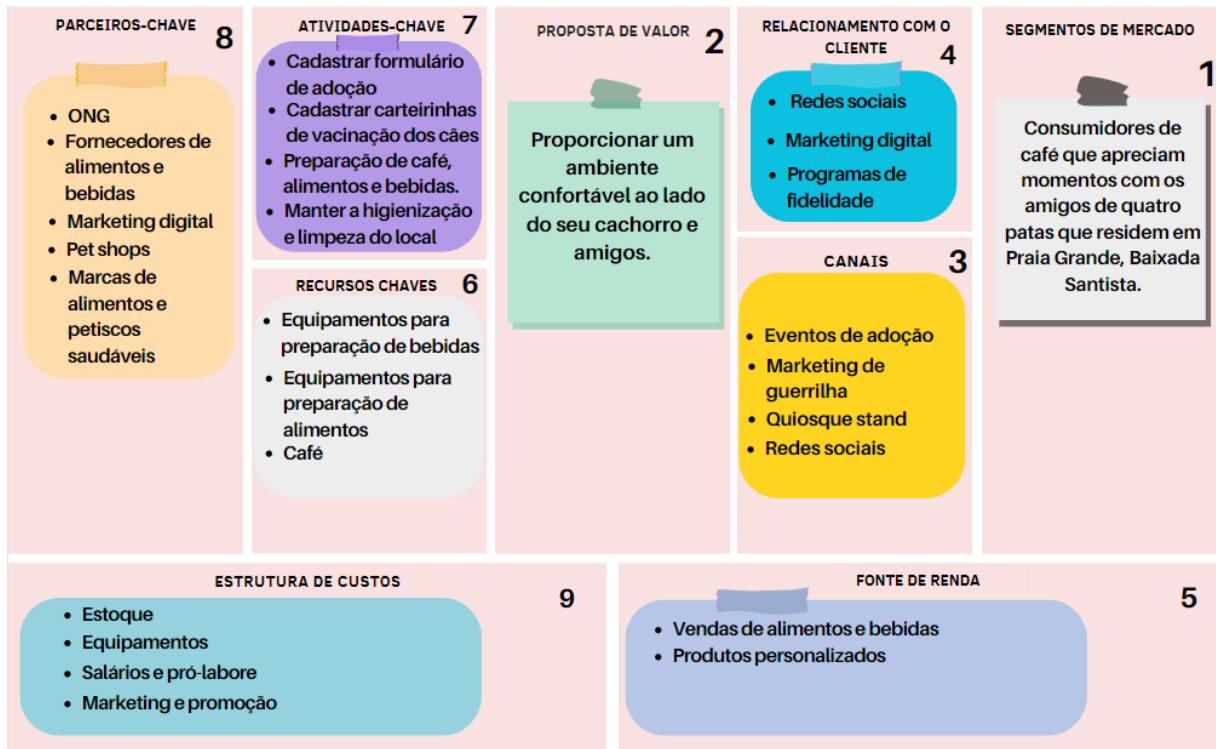 PARCEIROS-CHAVE
8
ONG
Fornecedores de
alimentos e
bebidas
Marketing digital
Pet shops
Marcas de
alimentos e
petiscos
saudáveis
ATIVIDADES-CHAVE
7
Cadastrar formulário
de adoção
Cadastrar carteirinhas
de vacinação dos cães
Preparação de café,
alimentos e bebidas.
Manter a higienização
e limpeza do local
RECURSOS CHAVES
6
Equipamentos para
preparação de bebidas
Equipamentos para
preparação de
alimentos
Café
PROPOSTA DE VALOR
2
Proporcionar um
ambiente
confortável ao lado
do seu cachorro e
amigos.
RELACIONAMENTO COM O
CLIENTE
4
Redes sociais
Marketing digital
Programas de
fidelidade
CANAIS
3
Eventos de adoção
Marketing de
guerrilha
Quiosque stand
Redes sociais
SEGMENTOS DE MERCADO
1
Consumidores de
café que apreciam
momentos com os
amigos de quatro
patas que residem em
Praia Grande, Baixada
Santista.
ESTRUTURA DE CUSTOS
9
Estoque
Equipamentos
Salários e pró-labore
Marketing e promoção
FONTE DE RENDA
5
Vendas de alimentos e bebidas
Produtos personalizados